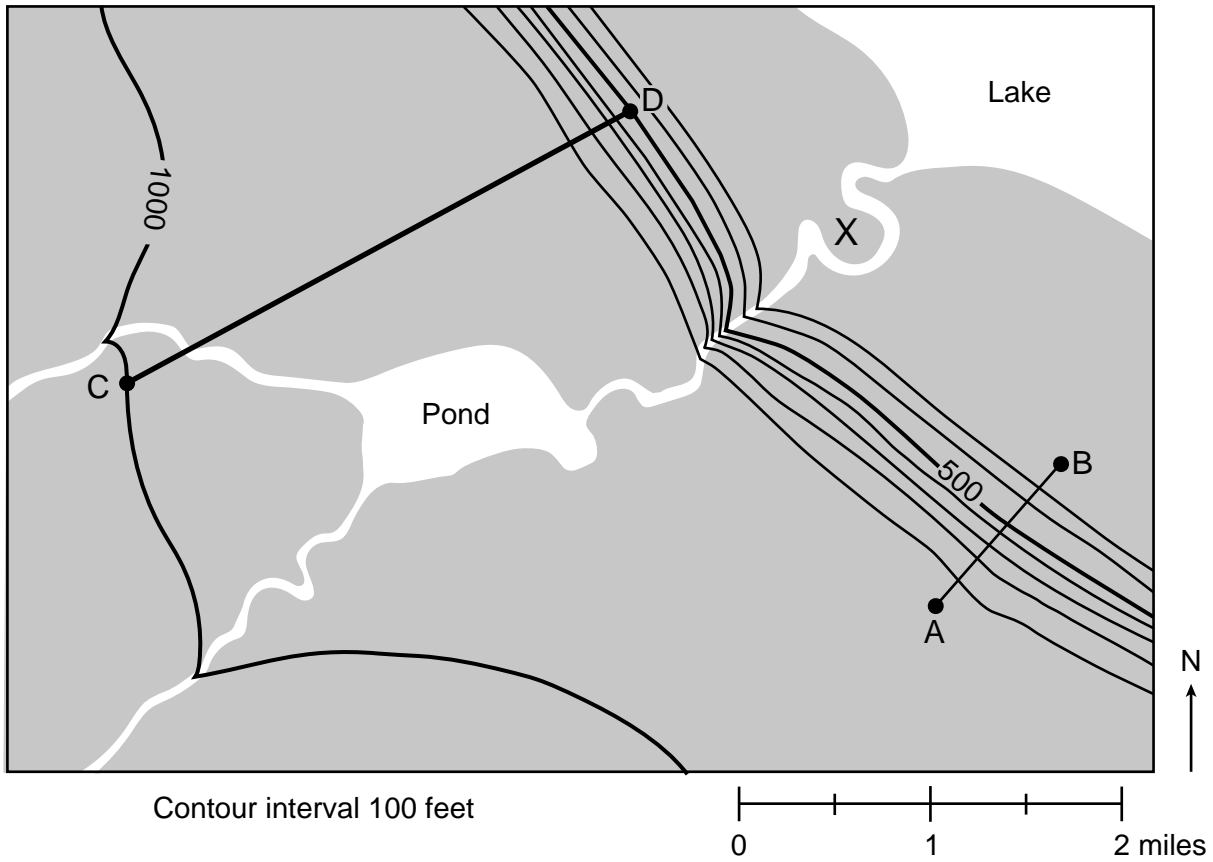 Lake
D
1000
X
C
Pond
500
B
A
N
Contour interval 100 feet
0 1 2 miles